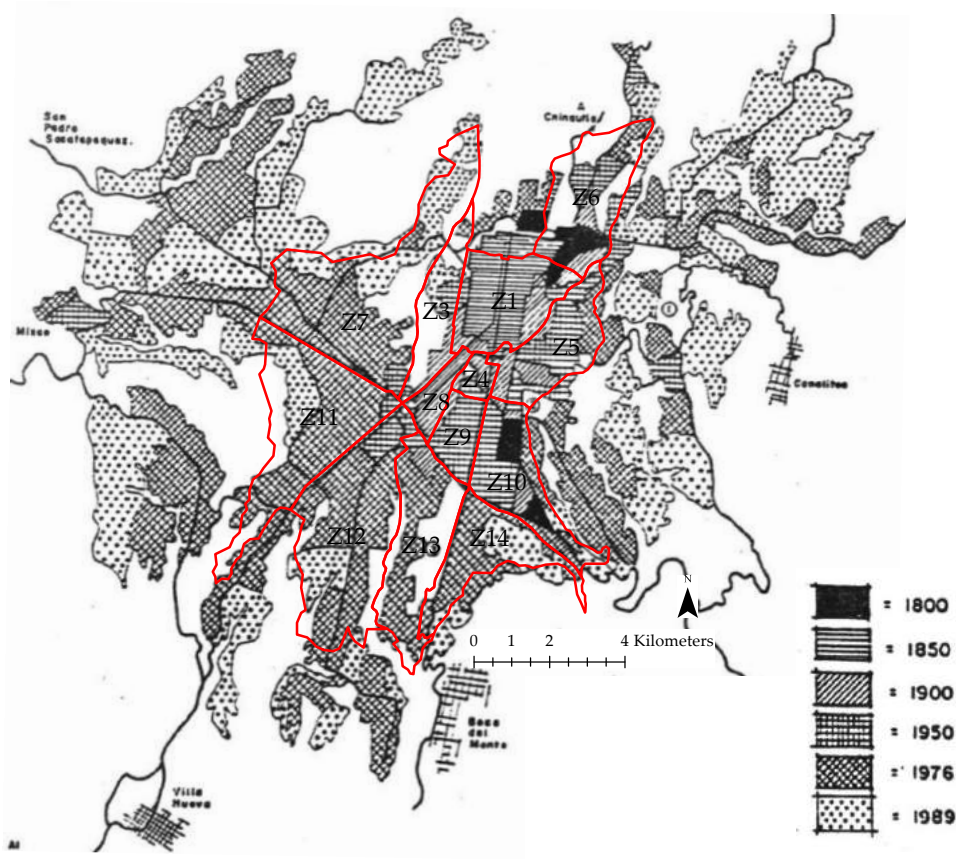 San
Pedro
Chinautla
Z6
Z1
Z3
Z7
Mixco
Z5
Z4
Canalitos
Z8
Z11
Z9
Z10
Z12
Z13
Z14
N
0 1 2 4 Kilometers
= 1800
= 1850
= 1900
= 1950
= 1976
= 1989
Boca
del
Monte
Villa
Nueva